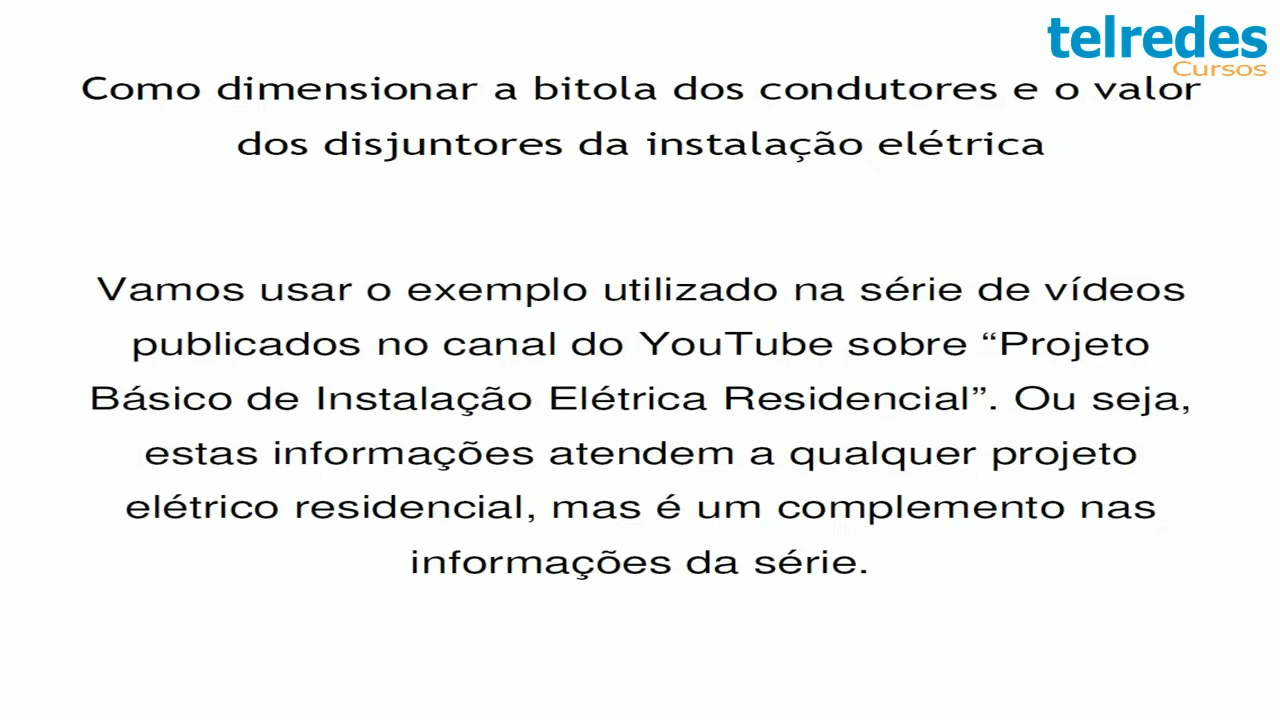 telredes
Cursos
Como dimensionar a bitola dos condutores e o valor
dos disjuntores da instalação elétrica
Vamos usar o exemplo utilizado na série de vídeos
publicados no canal do YouTube sobre “Projeto
Básico de Instalação Elétrica Residencial”. Ou seja,
estas informações atendem a qualquer projeto
elétrico residencial, mas é um complemento nas
informações da série.